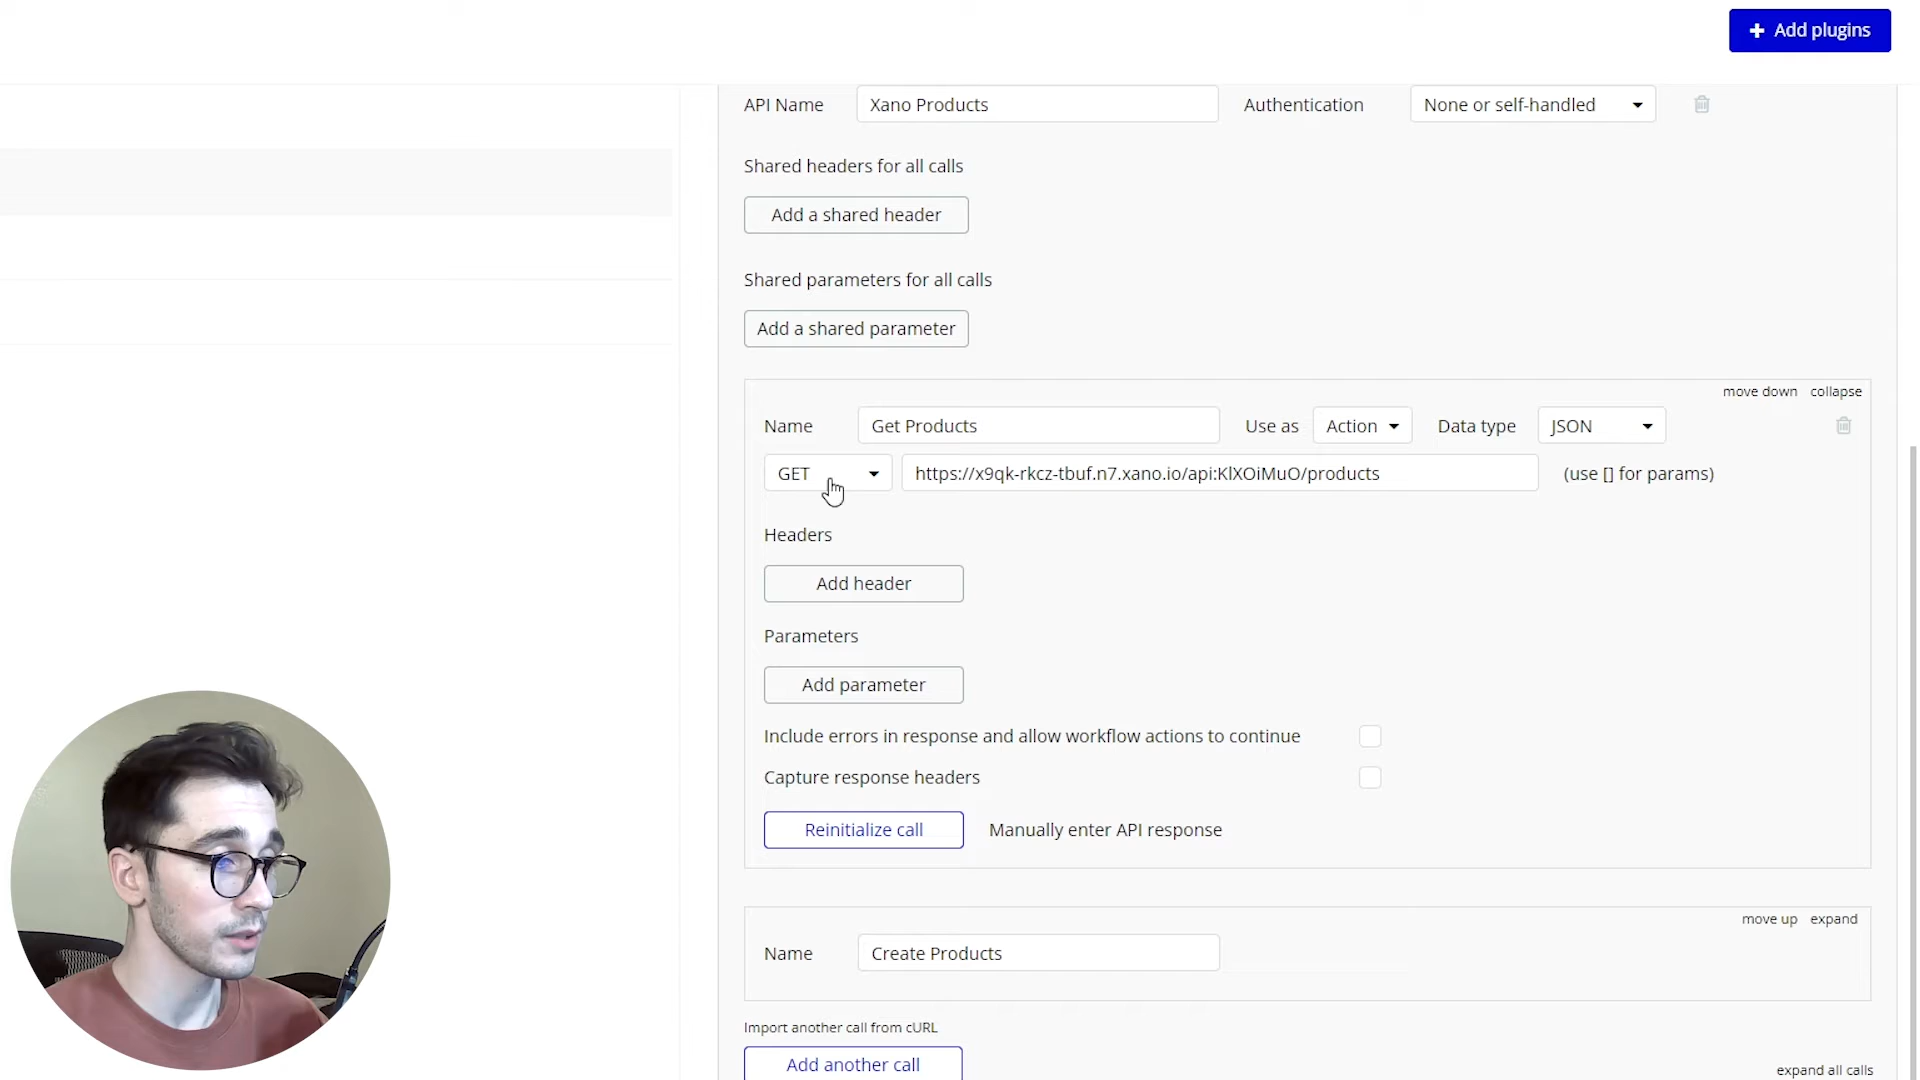 Add plugins
API Name Xano Products Authentication None or self-handled
Shared headers for all calls
Add a shared header
Shared parameters for all calls
Add a shared parameter
move down collapse
Name Get Products Use as Action Data type JSON
GET https://x9qk-rkcz-tbuf.n7.xano.io/api:KlXOiMuO/products (use [] for params)
Headers
Add header
Parameters
Add parameter
Include errors in response and allow workflow actions to continue
Capture response headers
Reinitialize call Manually enter API response
move up expand
Name Create Products
Import another call from cURL
Add another call
expand all calls